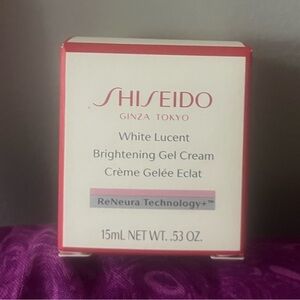 SHISEIDO
GINZA TOKYO
White Lucent
Brightening Gel Cream
Crème Gelée Eclat
ReNeura Technology+™
15mL NET WT. .53 OZ.